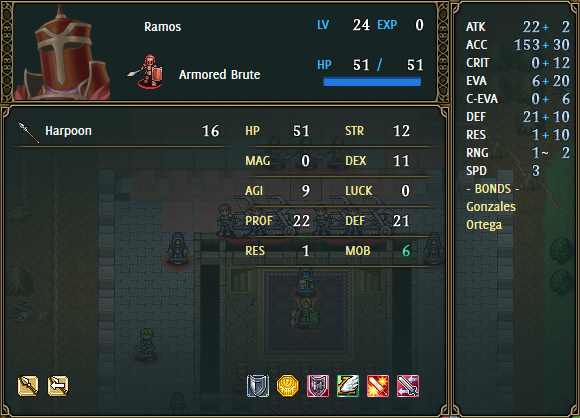 Ramos
LV 24 EXP 0
Armored Brute
HP 51 / 51
Harpoon 16
HP 51 STR 12
MAG 0 DEX 11
AGI 9 LUCK 0
PROF 22 DEF 21
RES 1 MOB 6
ATK 22+ 2
ACC 153+ 30
CRIT 0+ 12
EVA 6+ 20
C-EVA 0+ 6
DEF 21+ 10
RES 1+ 10
RNG 1~ 2
SPD 3
- BONDS -
Gonzales
Ortega